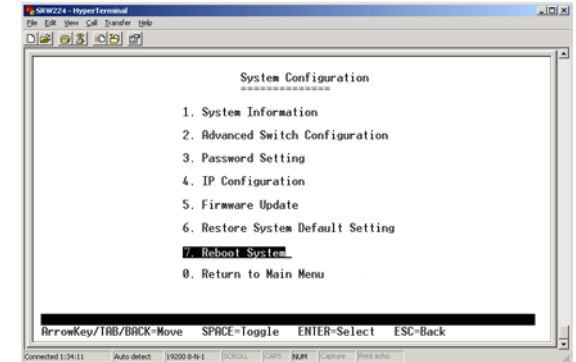 SRW224 - HyperTerminal
File Edit View Call Transfer Help
System Configuration
==============
1. System Information
2. Advanced Switch Configuration
3. Password Setting
4. IP Configuration
5. Firmware Update
6. Restore System Default Setting
7. Reboot System
0. Return to Main Menu
ArrowKey/TAB/BACK=Move SPACE=Toggle ENTER=Select ESC=Back
Connected 1:34:11 Auto detect 19200 8-N-1 SCROLL CAPS NUM Capture Print echo